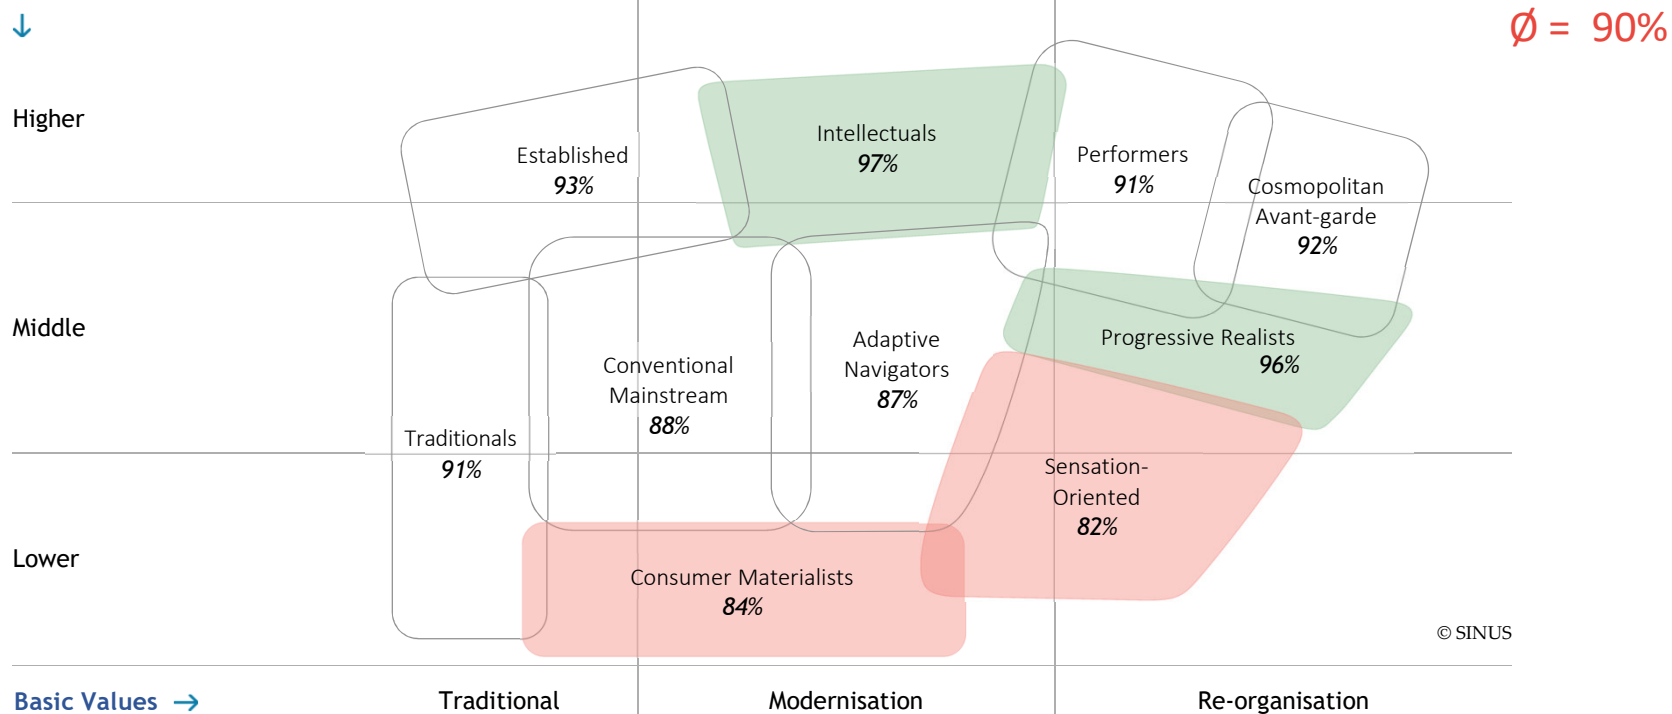 ↓
Ø = 90%
Higher
Established
93%
Intellectuals
97%
Performers
91%
Cosmopolitan
Avant-garde
92%
Middle
Conventional
Mainstream
88%
Adaptive
Navigators
87%
Progressive Realists
96%
Traditionals
91%
Sensation-
Oriented
82%
Lower
Consumer Materialists
84%
© SINUS
Basic Values →
Traditional
Modernisation
Re-organisation